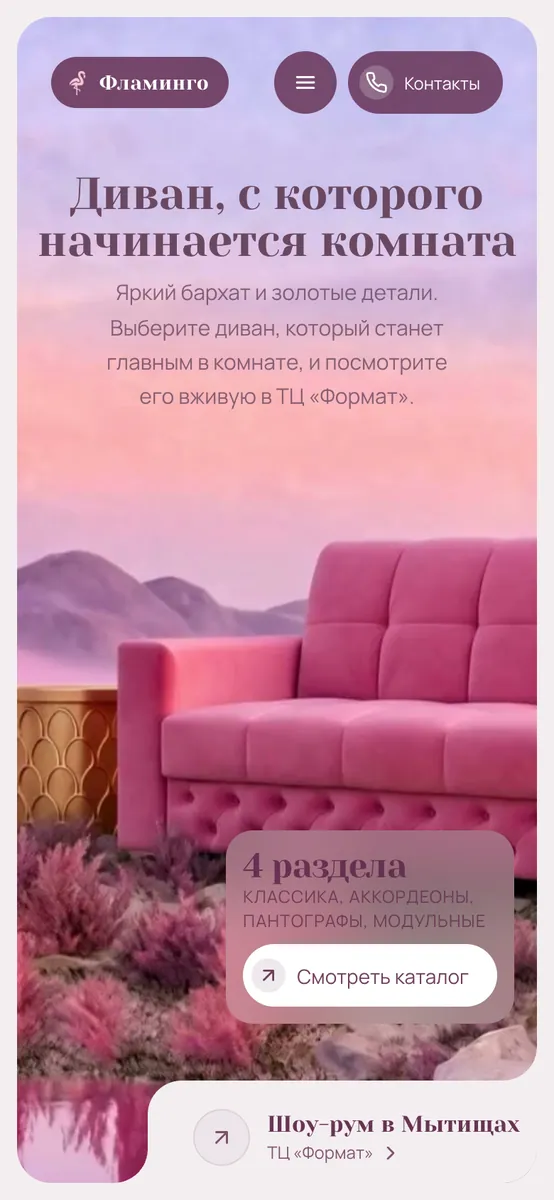 Фламинго
Контакты
Диван, с которого
начинается комната
Яркий бархат и золотые детали.
Выберите диван, который станет
главным в комнате, и посмотрите
его вживую в ТЦ «Формат».
4 раздела
КЛАССИКА, АККОРДЕОНЫ,
ПАНТОГРАФЫ, МОДУЛЬНЫЕ
Смотреть каталог
Шоу-рум в Мытищах
ТЦ «Формат»